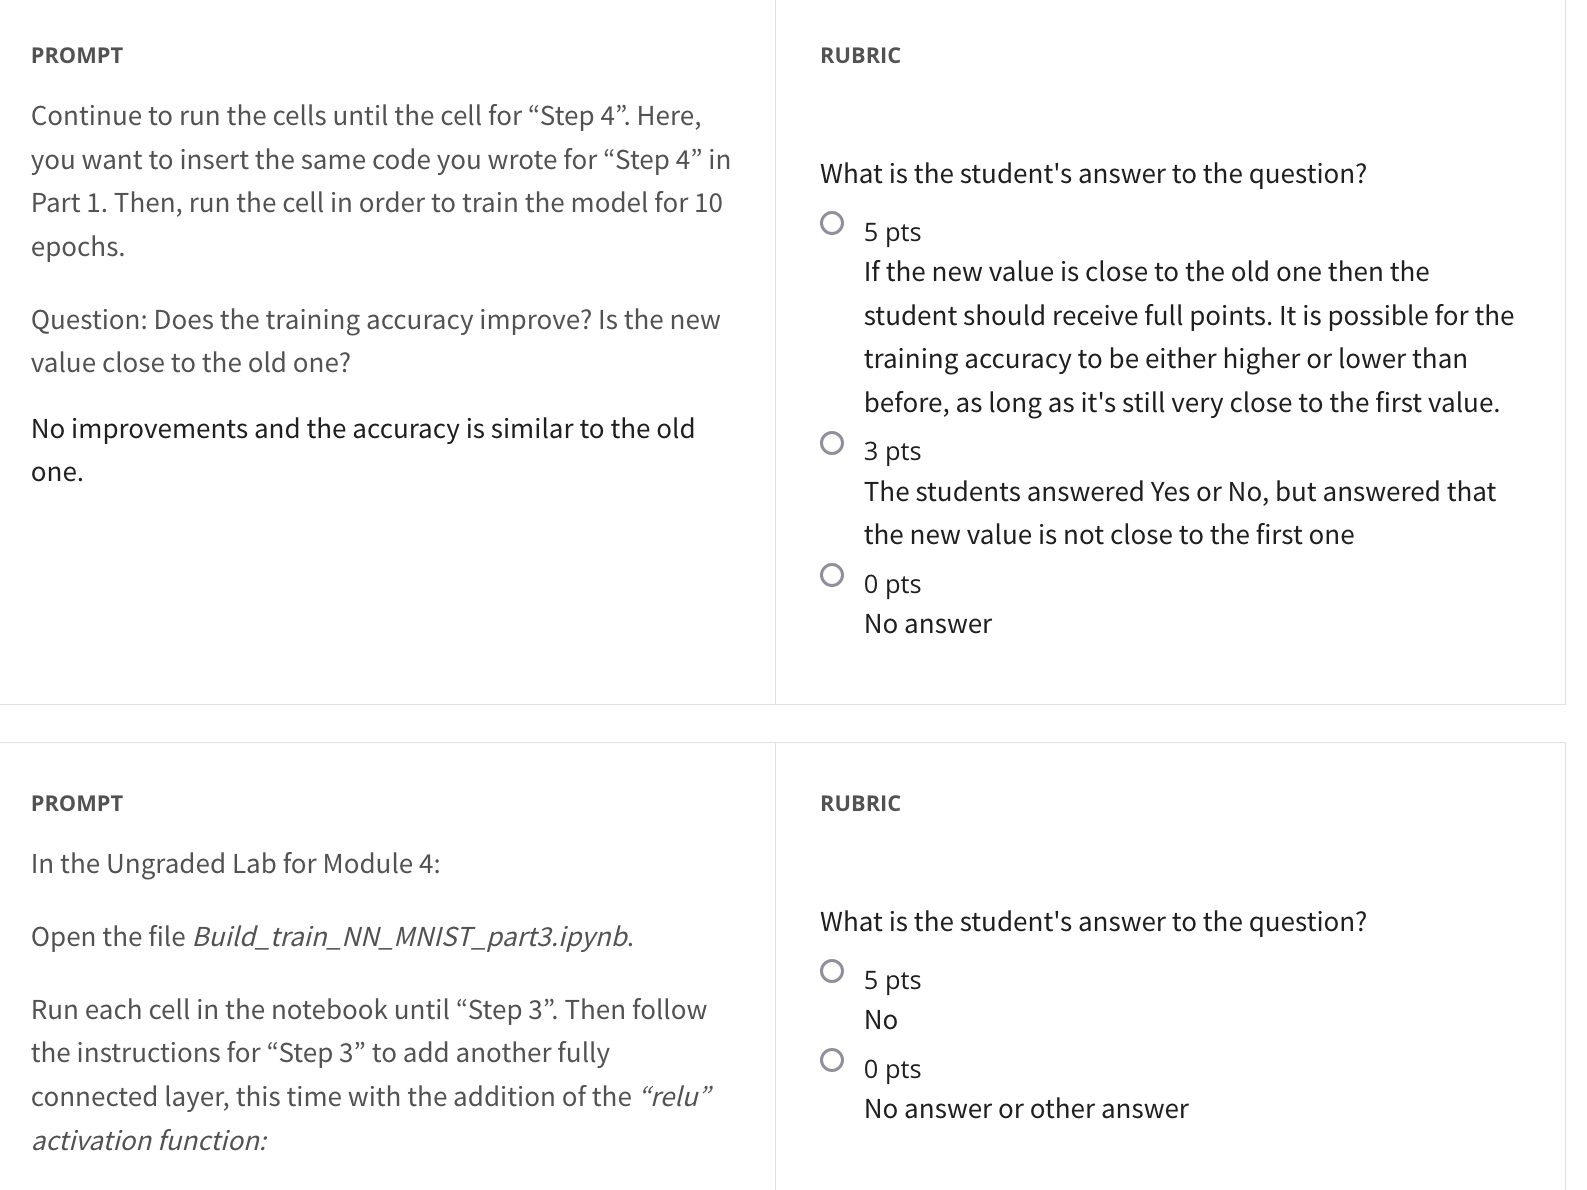 PROMPT
Continue to run the cells until the cell for “Step 4”. Here,
you want to insert the same code you wrote for “Step 4” in
Part 1. Then, run the cell in order to train the model for 10
epochs.
Question: Does the training accuracy improve? Is the new
value close to the old one?
No improvements and the accuracy is similar to the old
one.
RUBRIC
What is the student's answer to the question?
5 pts
If the new value is close to the old one then the
student should receive full points. It is possible for the
training accuracy to be either higher or lower than
before, as long as it's still very close to the first value.
3 pts
The students answered Yes or No, but answered that
the new value is not close to the first one
0 pts
No answer
PROMPT
In the Ungraded Lab for Module 4:
Open the file Build_train_NN_MNIST_part3.ipynb.
Run each cell in the notebook until “Step 3”. Then follow
the instructions for “Step 3” to add another fully
connected layer, this time with the addition of the “relu”
activation function:
RUBRIC
What is the student's answer to the question?
5 pts
No
0 pts
No answer or other answer